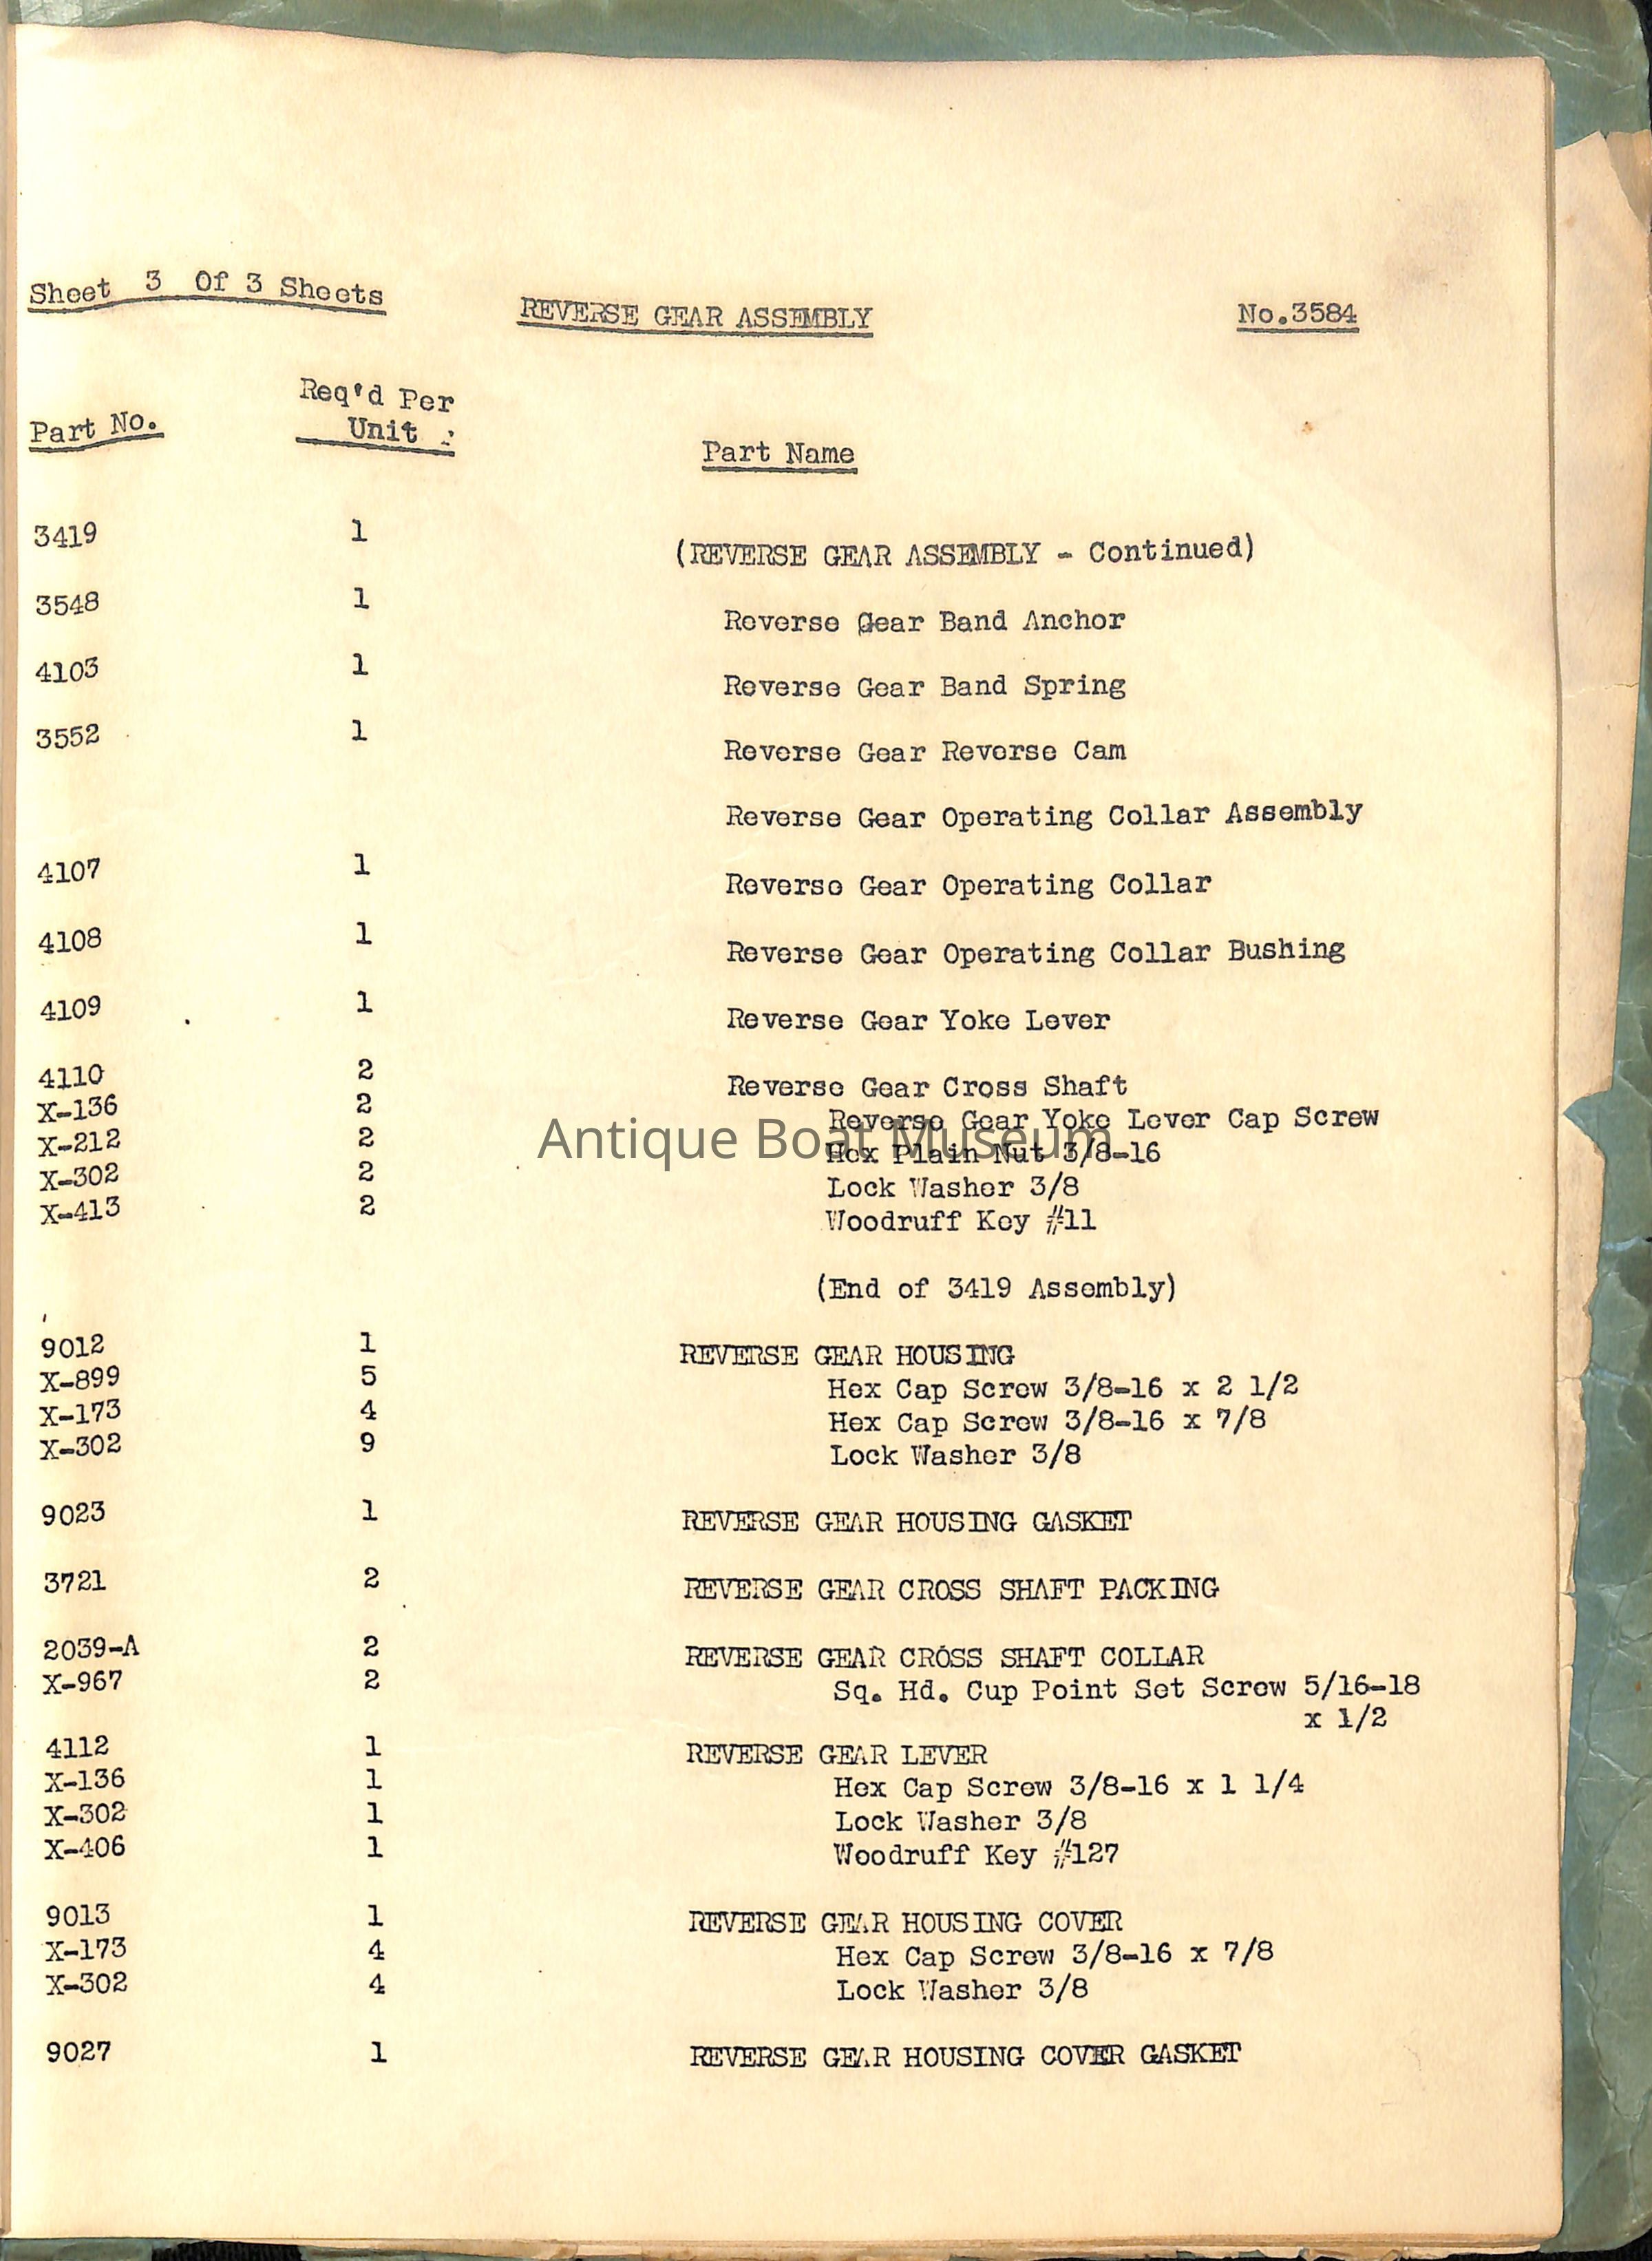 Sheet 3 Of 3 Sheets
REVERSE GEAR ASSEMBLY
No.3584
Req'd Per
Part No. Unit
Part Name
3419 1 (REVERSE GEAR ASSEMBLY - Continued)
3548 1 Reverse Gear Band Anchor
4103 1 Reverse Gear Band Spring
3552 1 Reverse Gear Reverse Cam
Reverse Gear Operating Collar Assembly
4107 1 Reverse Gear Operating Collar
4108 1 Reverse Gear Operating Collar Bushing
4109 1 Reverse Gear Yoke Lever
4110 2 Reverse Gear Cross Shaft
X-136 2 Reverse Gear Yoke Lever Cap Screw
Antique Boat Museum
X-212 2 Hex Plain Nut 3/8-16
X-302 2 Lock Washer 3/8
X-413 2 Woodruff Key #11
(End of 3419 Assembly)
9012 1 REVERSE GEAR HOUSING
X-899 5 Hex Cap Screw 3/8-16 x 2 1/2
X-173 4 Hex Cap Screw 3/8-16 x 7/8
X-302 9 Lock Washer 3/8
9023 1 REVERSE GEAR HOUSING GASKET
3721 2 REVERSE GEAR CROSS SHAFT PACKING
2039-A 2 REVERSE GEAR CROSS SHAFT COLLAR
X-967 2 Sq. Hd. Cup Point Set Screw 5/16-18
x 1/2
4112 1 REVERSE GEAR LEVER
X-136 1 Hex Cap Screw 3/8-16 x 1 1/4
X-302 1 Lock Washer 3/8
X-406 1 Woodruff Key #127
9013 1 REVERSE GEAR HOUSING COVER
X-173 4 Hex Cap Screw 3/8-16 x 7/8
X-302 4 Lock Washer 3/8
9027 1 REVERSE GEAR HOUSING COVER GASKET